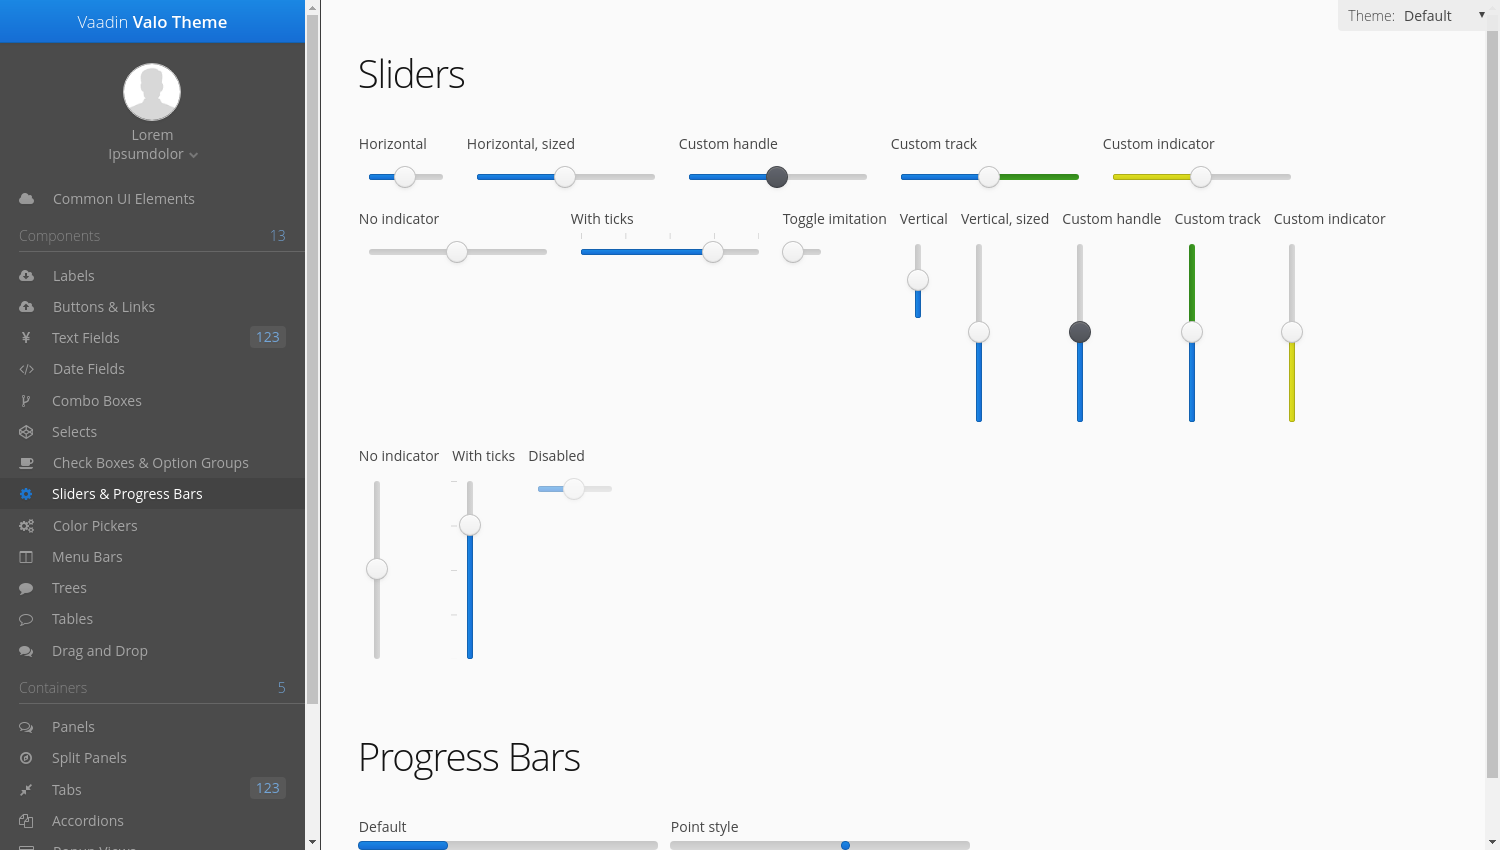 Vaadin Valo Theme
Lorem
Ipsumdolor
Common UI Elements
Components 13
Labels
Buttons & Links
Text Fields 123
Date Fields
Combo Boxes
Selects
Check Boxes & Option Groups
Sliders & Progress Bars
Color Pickers
Menu Bars
Trees
Tables
Drag and Drop
Containers 5
Panels
Split Panels
Tabs 123
Accordions
Popup Views
Theme: Default
Sliders
Horizontal Horizontal, sized Custom handle Custom track Custom indicator
No indicator With ticks Toggle imitation Vertical Vertical, sized Custom handle Custom track Custom indicator
No indicator With ticks Disabled
Progress Bars
Default Point style